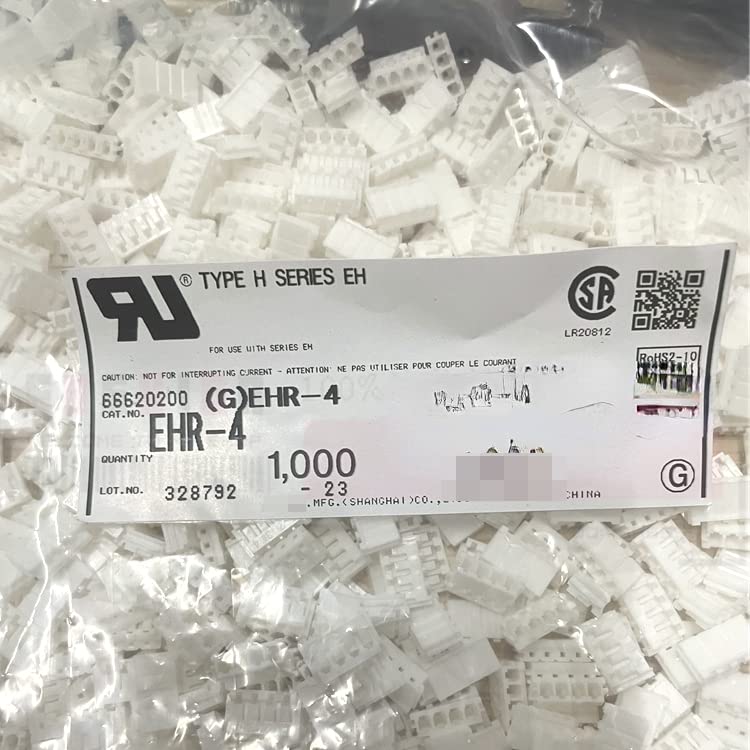 ® TYPE H SERIES EH
FOR USE WITH SERIES EH
LR20812
RoHS2-10
CAUTION: NOT FOR INTERRUPTING CURRENT - ATTENTION: NE PAS UTILISER POUR COUPER LE COURANT
66620200 (G)EHR-4
CAT.NO. EHR-4
QUANTITY 1,000
LOT.NO. 328792 - 23
.MFG.(SHANGHAI)CO.,
CHINA
G